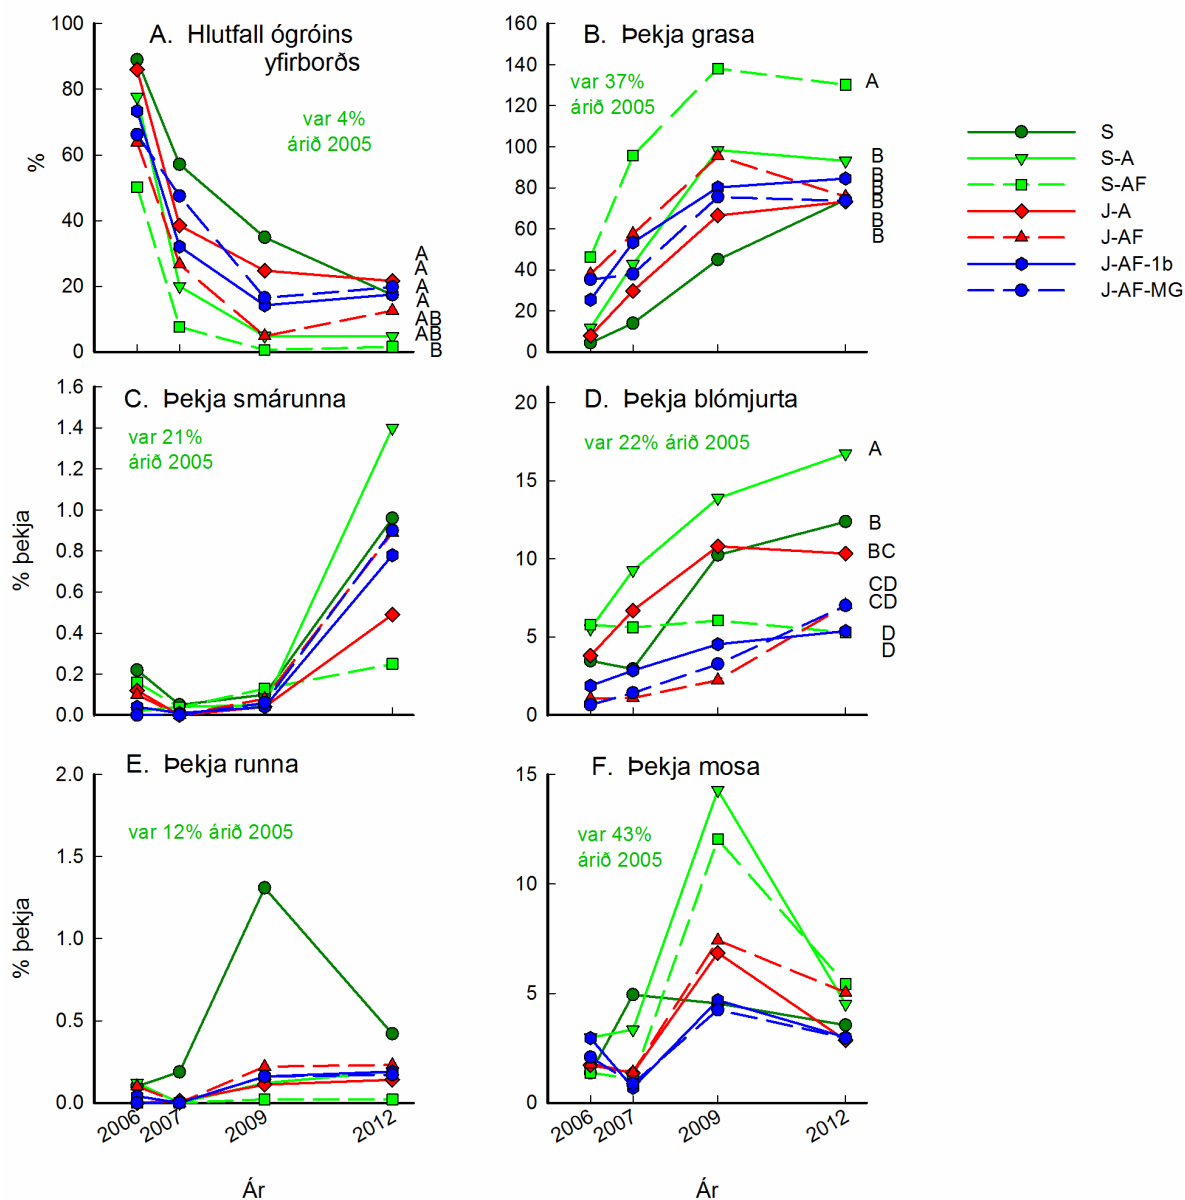 A. Hlutfall ógróins
yfirborðs
var 4%
árið 2005
%
100
80
60
40
20
0
A
A
A
A
AB
AB
B
B. Þekja grasa
var 37%
árið 2005
160
140
120
100
80
60
40
20
0
A
B
B
B
B
B
B
S
S-A
S-AF
J-A
J-AF
J-AF-1b
J-AF-MG
C. Þekja smárunna
var 21%
árið 2005
% þekja
1.6
1.4
1.2
1.0
0.8
0.6
0.4
0.2
0.0
D. Þekja blómjurta
var 22% árið 2005
20
15
10
5
0
A
B
BC
CD
CD
D
D
E. Þekja runna
var 12% árið 2005
% þekja
2.0
1.5
1.0
0.5
0.0
2006
2007
2009
2012
Ár
F. Þekja mosa
var 43%
árið 2005
15
10
5
0
2006
2007
2009
2012
Ár